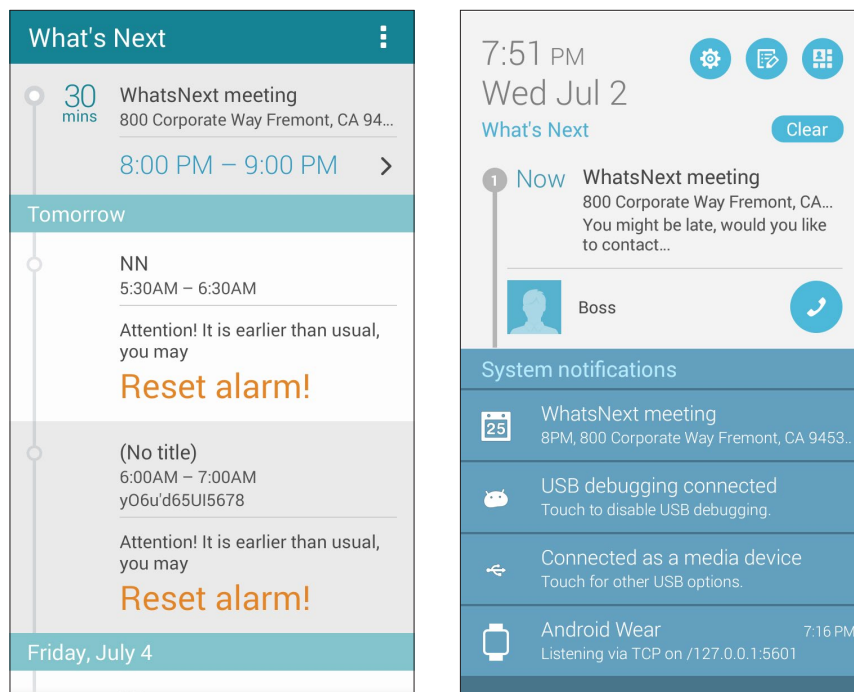 What's Next
30
mins
WhatsNext meeting
800 Corporate Way Fremont, CA 94...
8:00 PM – 9:00 PM
Tomorrow
NN
5:30AM – 6:30AM
Attention! It is earlier than usual,
you may
Reset alarm!
(No title)
6:00AM – 7:00AM
yO6u'd65UI5678
Attention! It is earlier than usual,
you may
Reset alarm!
Friday, July 4
7:51 PM
Wed Jul 2
What's Next
Clear
1
Now
WhatsNext meeting
800 Corporate Way Fremont, CA...
You might be late, would you like
to contact...
Boss
System notifications
25
WhatsNext meeting
8PM, 800 Corporate Way Fremont, CA 9453..
USB debugging connected
Touch to disable USB debugging.
Connected as a media device
Touch for other USB options.
Android Wear
7:16 PM
Listening via TCP on /127.0.0.1:5601